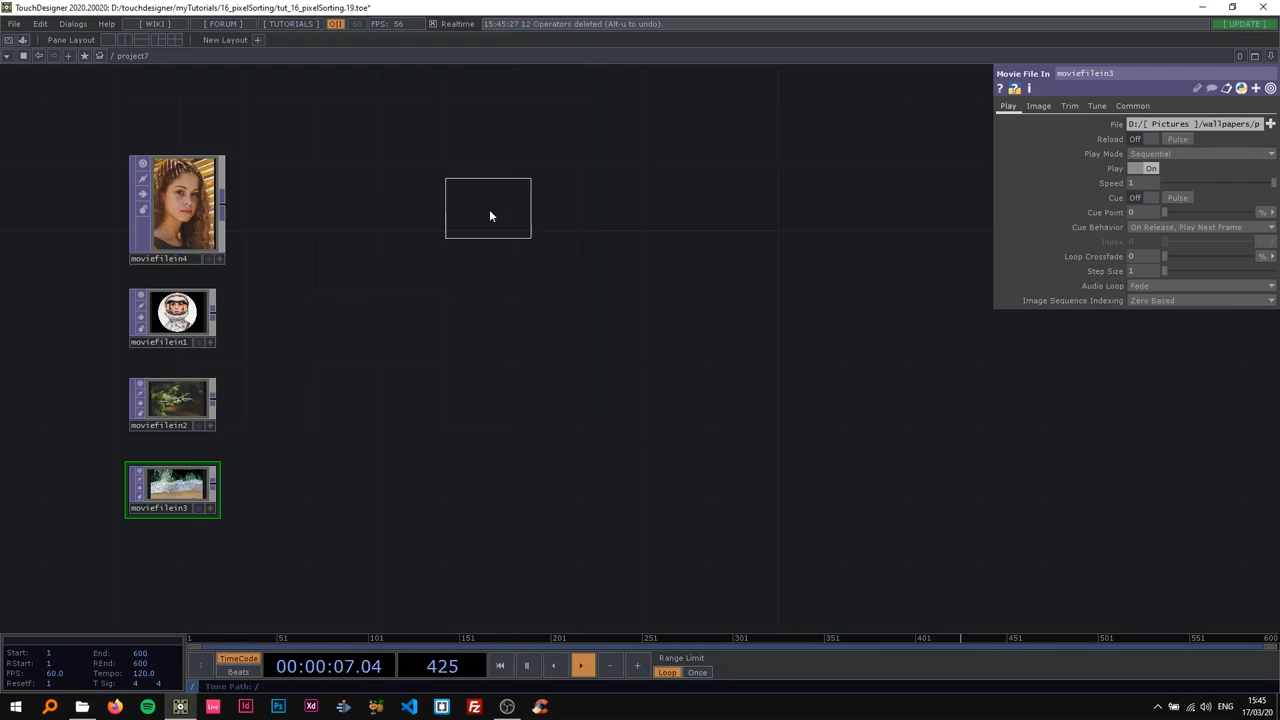 TouchDesigner 2020.20020: D:/touchdesigner/myTutorials/16_pixelSorting/tut_16_pixelSorting.19.toe*
File Edit Dialogs Help [ WIKI ] [ FORUM ] [ TUTORIALS ] O|I 60 FPS: 56 Realtime 15:45:27 12 Operators deleted (Alt-u to undo). [ UPDATE ]
Pane Layout New Layout +
/ project7 0
Movie File In moviefilein3
? ? i
Play Image Trim Tune Common
File D:/[ Pictures ]/wallpapers/p
Reload Off Pulse
Play Mode Sequential
Play On
Speed 1
Cue Off Pulse
Cue Point 0 %
Cue Behavior On Release, Play Next Frame
Index 0
Loop Crossfade 0 %
Step Size 1
Audio Loop Fade
Image Sequence Indexing Zero Based
moviefilein4
moviefilein1
moviefilein2
moviefilein3
1 51 101 151 201 251 301 351 401 451 501 551 600
Start: 1 End: 600
RStart: 1 REnd: 600
FPS: 60.0 Tempo: 120.0
ResetF: 1 T Sig: 4 4
TimeCode
Beats
00:00:07.04 425
- +
Range Limit
Loop Once
/ Time Path: /
Live Id Ps Xd
ENG
15:45
17/03/20